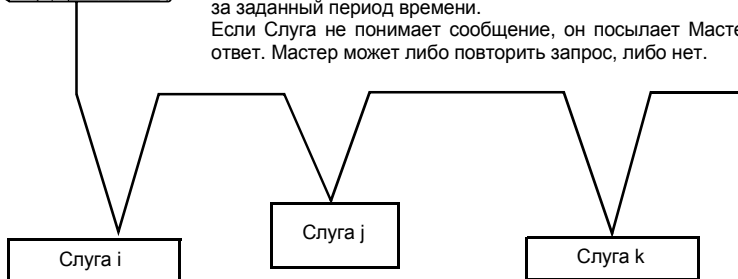 за заданный период времени.
Если Слуга не понимает сообщение, он посылает
ответ. Мастер может либо повторить запрос, либо нет.
Слуга i
Слуга j
Слуга k